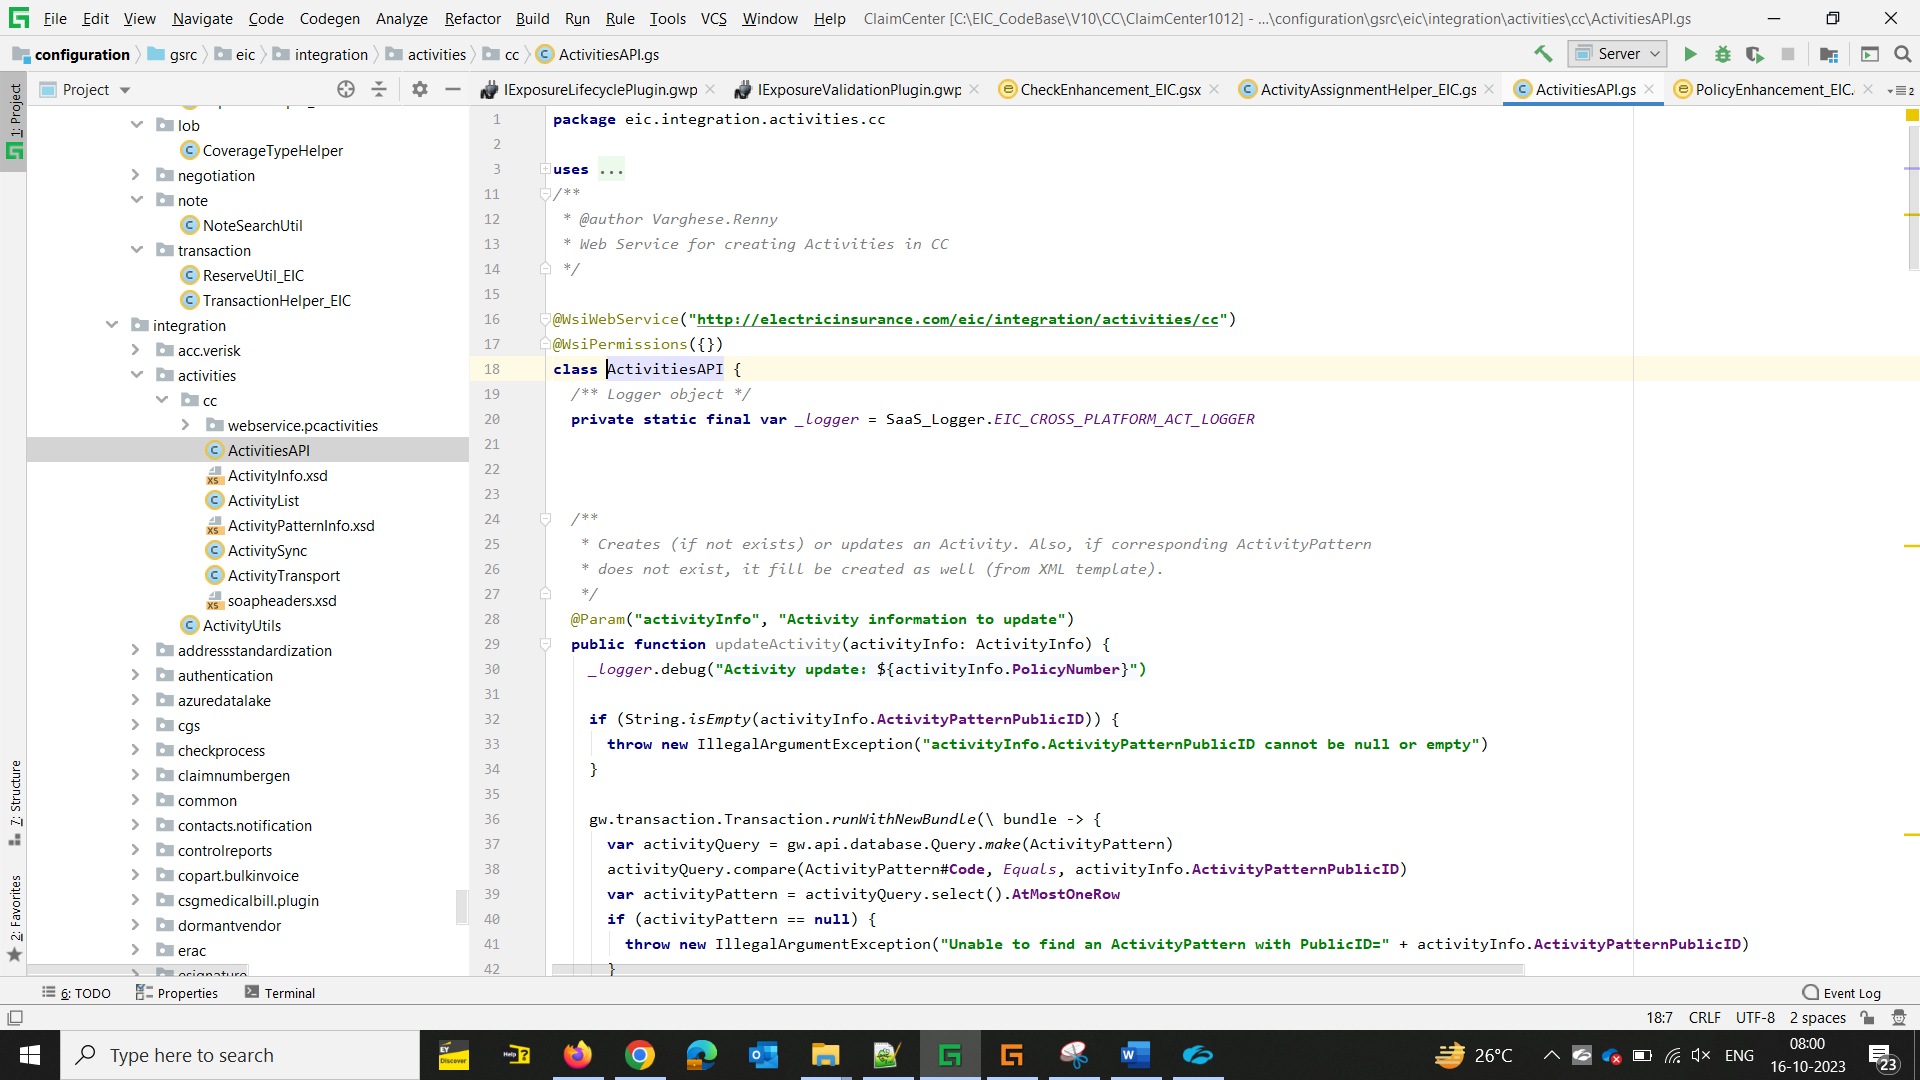 File Edit View Navigate Code Codegen Analyze Refactor Build Run Rule Tools VCS Window Help ClaimCenter [C:\EIC_CodeBase\V10\CC\ClaimCenter1012] - ...\configuration\gsrc\eic\integration\activities\cc\ActivitiesAPI.gs
configuration gsrc eic integration activities cc ActivitiesAPI.gs Server
Project IExposureLifecyclePlugin.gwp IExposureValidationPlugin.gwp CheckEnhancement_EIC.gsx ActivityAssignmentHelper_EIC.gs ActivitiesAPI.gs PolicyEnhancement_EIC. 2
1: Project
7: Structure
2: Favorites
lob
CoverageTypeHelper
negotiation
note
NoteSearchUtil
transaction
ReserveUtil_EIC
TransactionHelper_EIC
integration
acc.verisk
activities
cc
webservice.pcactivities
ActivitiesAPI
ActivityInfo.xsd
ActivityList
ActivityPatternInfo.xsd
ActivitySync
ActivityTransport
soapheaders.xsd
ActivityUtils
addressstandardization
authentication
azuredatalake
cgs
checkprocess
claimnumbergen
common
contacts.notification
controlreports
copart.bulkinvoice
csgmedicalbill.plugin
dormantvendor
erac
esignature
1 package eic.integration.activities.cc
2
3 uses ...
11 /**
12 * @author Varghese.Renny
13 * Web Service for creating Activities in CC
14 */
15
16 @WsiWebService("http://electricinsurance.com/eic/integration/activities/cc")
17 @WsiPermissions({})
18 class ActivitiesAPI {
19 /** Logger object */
20 private static final var _logger = SaaS_Logger.EIC_CROSS_PLATFORM_ACT_LOGGER
21
22
23
24 /**
25 * Creates (if not exists) or updates an Activity. Also, if corresponding ActivityPattern
26 * does not exist, it fill be created as well (from XML template).
27 */
28 @Param("activityInfo", "Activity information to update")
29 public function updateActivity(activityInfo: ActivityInfo) {
30 _logger.debug("Activity update: ${activityInfo.PolicyNumber}")
31
32 if (String.isEmpty(activityInfo.ActivityPatternPublicID)) {
33 throw new IllegalArgumentException("activityInfo.ActivityPatternPublicID cannot be null or empty")
34 }
35
36 gw.transaction.Transaction.runWithNewBundle(\ bundle -> {
37 var activityQuery = gw.api.database.Query.make(ActivityPattern)
38 activityQuery.compare(ActivityPattern#Code, Equals, activityInfo.ActivityPatternPublicID)
39 var activityPattern = activityQuery.select().AtMostOneRow
40 if (activityPattern == null) {
41 throw new IllegalArgumentException("Unable to find an ActivityPattern with PublicID=" + activityInfo.ActivityPatternPublicID)
42 }
6: TODO Properties Terminal Event Log
18:7 CRLF UTF-8 2 spaces
Type here to search EY Discover Help ? 26°C ENG 08:00
16-10-2023 23